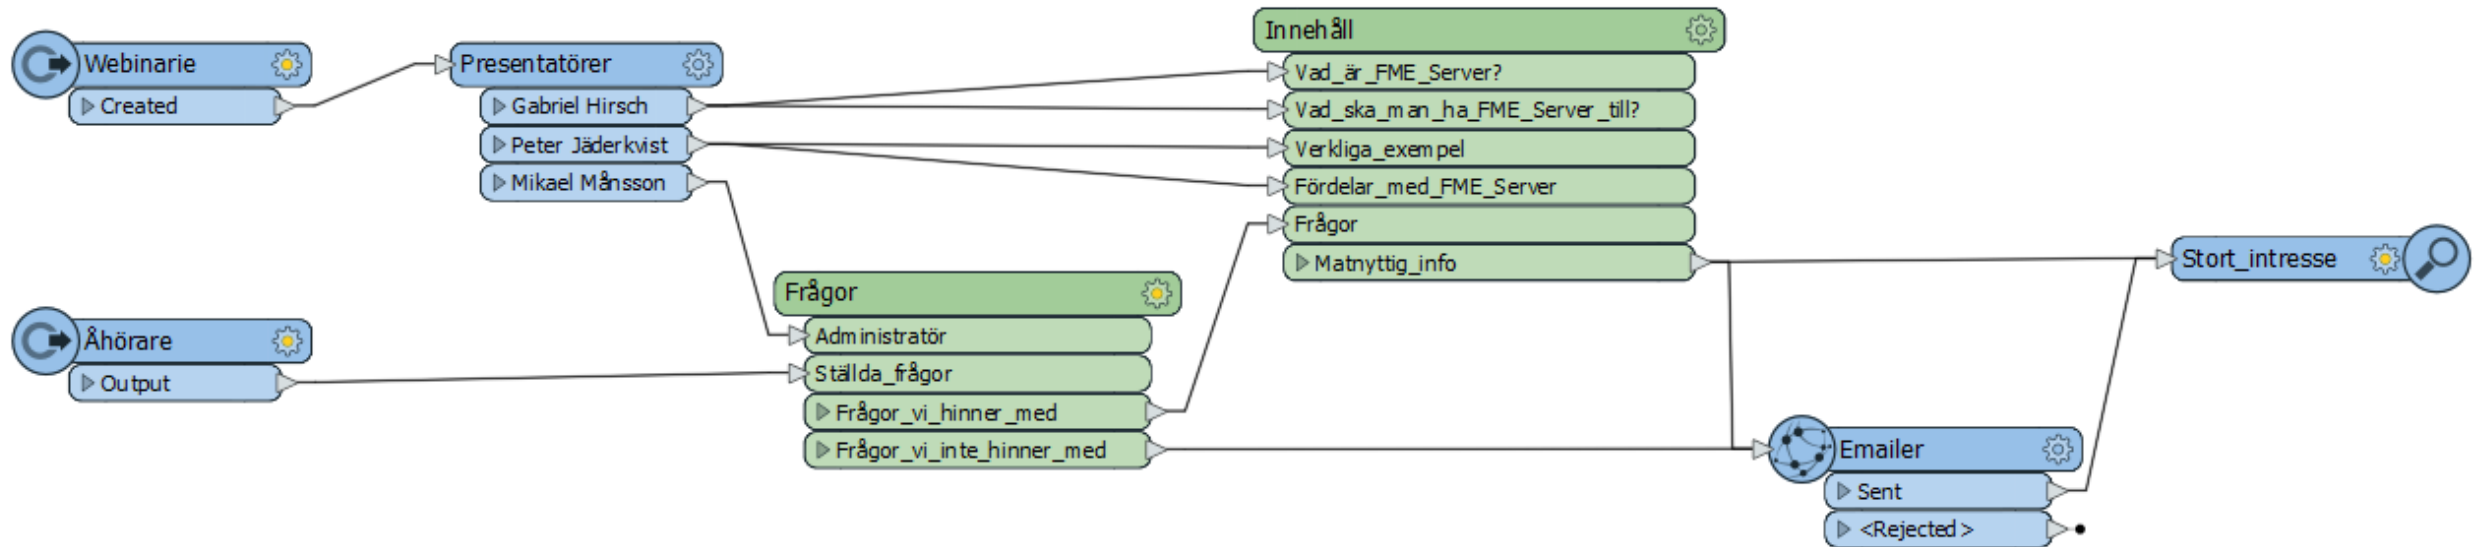 Webinarie
Created
Presentatörer
Gabriel Hirsch
Peter Jäderkvist
Mikael Månsson
Innehåll
Vad_är_FME_Server?
Vad_ska_man_ha_FME_Server_till?
Verkliga_exempel
Fördelar_med_FME_Server
Frågor
Matnyttig_info
Stort_intresse
Åhörare
Output
Frågor
Administratör
Ställda_frågor
Frågor_vi_hinner_med
Frågor_vi_inte_hinner_med
Emailer
Sent
<Rejected>